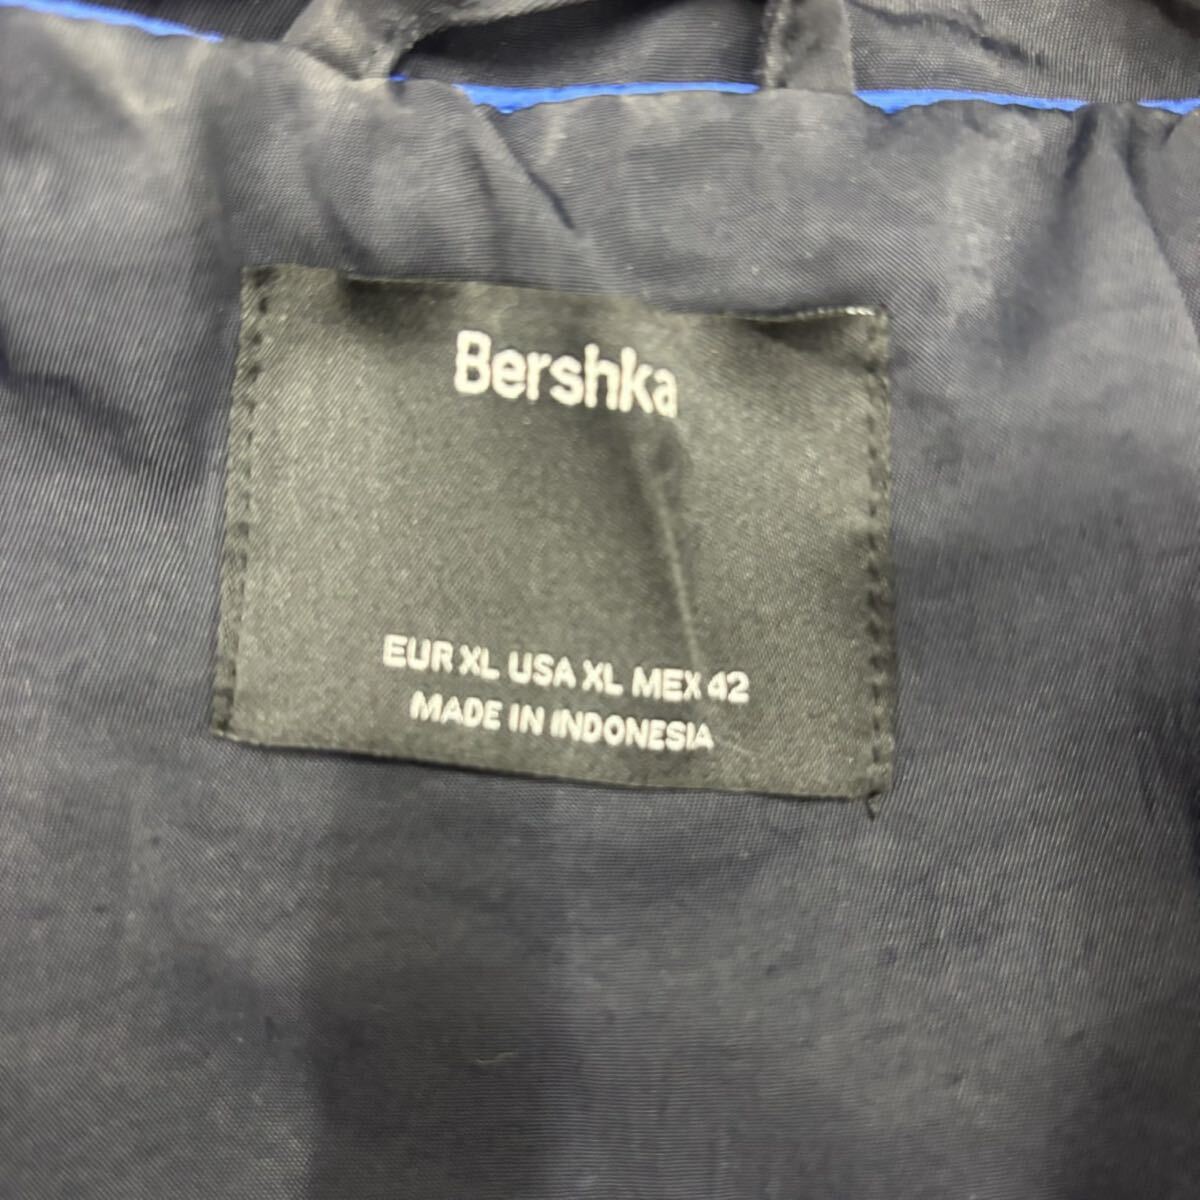 Bershka
EUR XL USA XL MEX 42
MADE IN INDONESIA